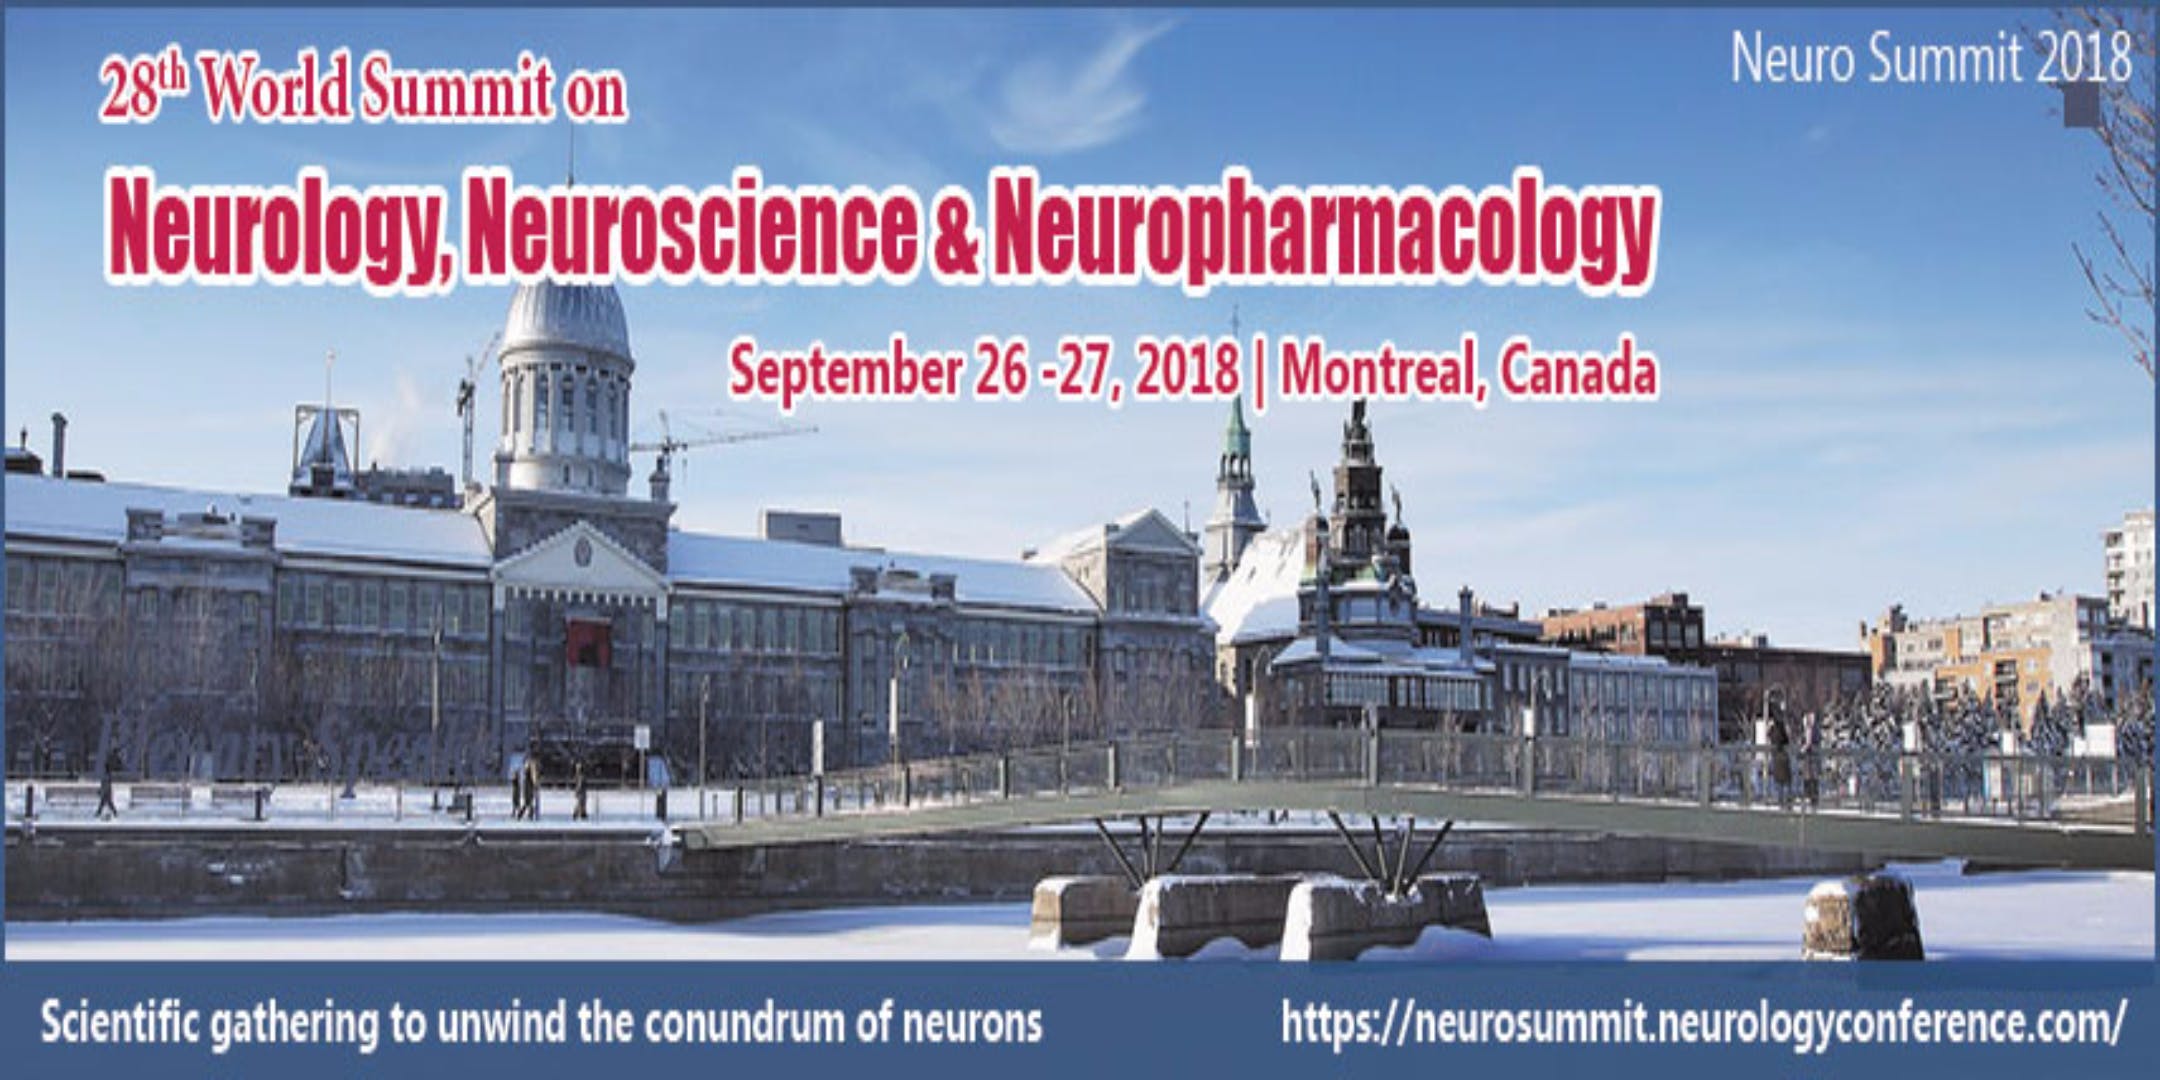 Neuro Summit 2018
28th World Summit on
Neurology, Neuroscience & Neuropharmacology
September 26 -27, 2018 | Montreal, Canada
Scientific gathering to unwind the conundrum of neurons
https://neurosummit.neurologyconference.com/